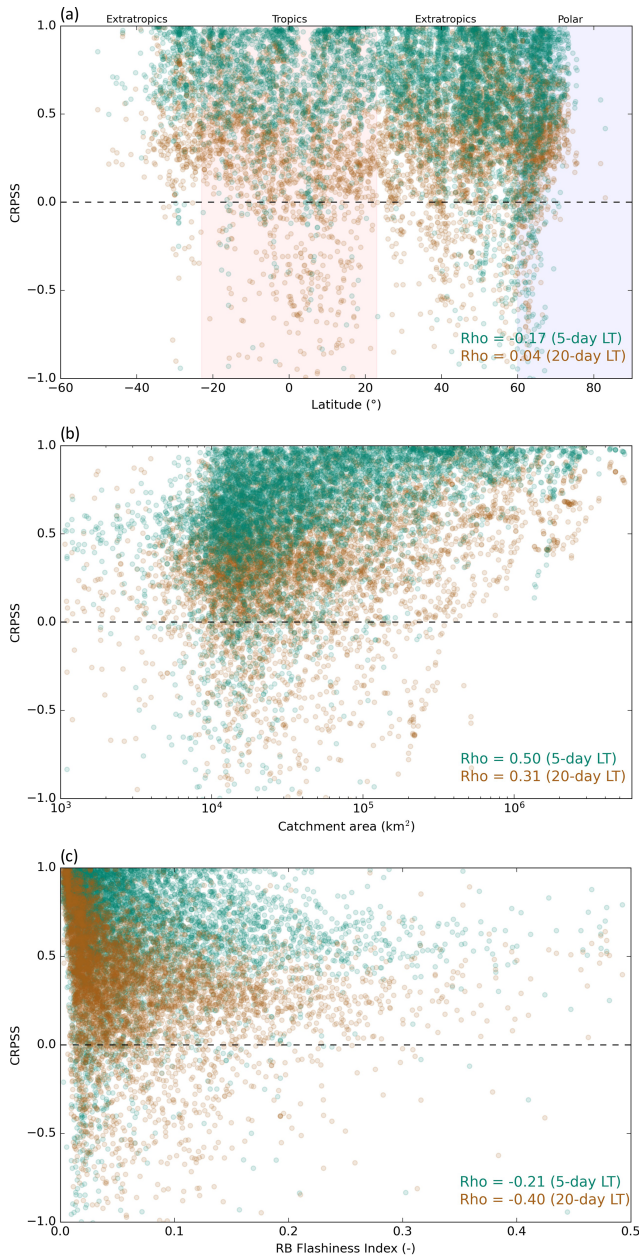 (a)
Extratropics Tropics Extratropics Polar
1.0
0.5
CRPSS
0.0
−0.5
Rho = -0.17 (5-day LT)
Rho = 0.04 (20-day LT)
−1.0
−60 −40 −20 0 20 40 60 80
Latitude (°)
(b)
1.0
0.5
CRPSS
0.0
−0.5
Rho = 0.50 (5-day LT)
Rho = 0.31 (20-day LT)
−1.0
10³ 10⁴ 10⁵ 10⁶
Catchment area (km²)
(c)
1.0
0.5
CRPSS
0.0
−0.5
Rho = -0.21 (5-day LT)
Rho = -0.40 (20-day LT)
−1.0
0.0 0.1 0.2 0.3 0.4 0.5
RB Flashiness Index (-)